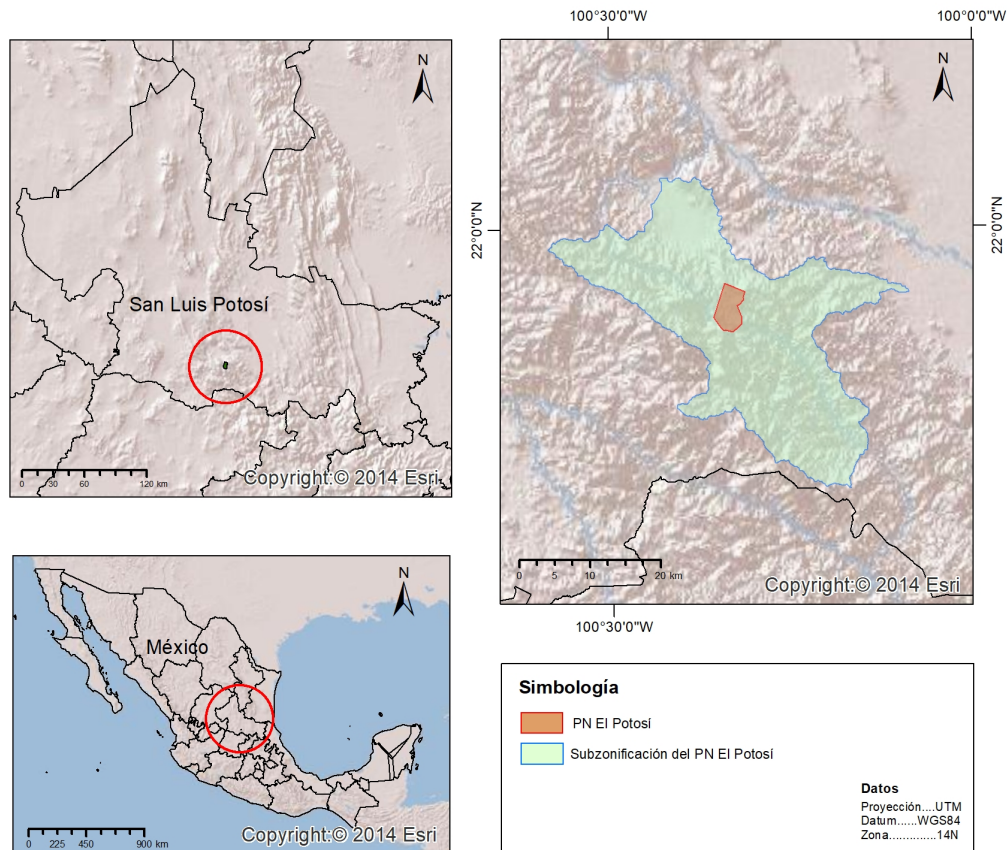 100°30'0"W
100°0'0"W
N
San Luis Potosí
0 30 60 120 km
Copyright:© 2014 Esri
N
22°0'0"N
22°0'0"N
0 5 10 20 km
Copyright:© 2014 Esri
100°30'0"W
N
México
0 225 450 900 km
Copyright:© 2014 Esri
Simbología
PN El Potosí
Subzonificación del PN El Potosí
Datos
Proyección....UTM
Datum......WGS84
Zona..............14N